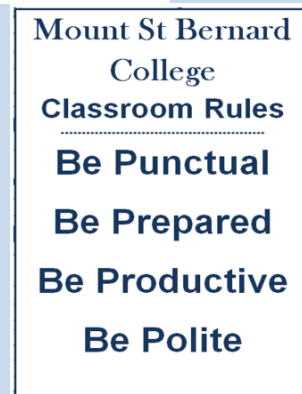 Mount St Bernard
College
Classroom Rules
Be Punctual
Be Prepared
Be Productive
Be Polite